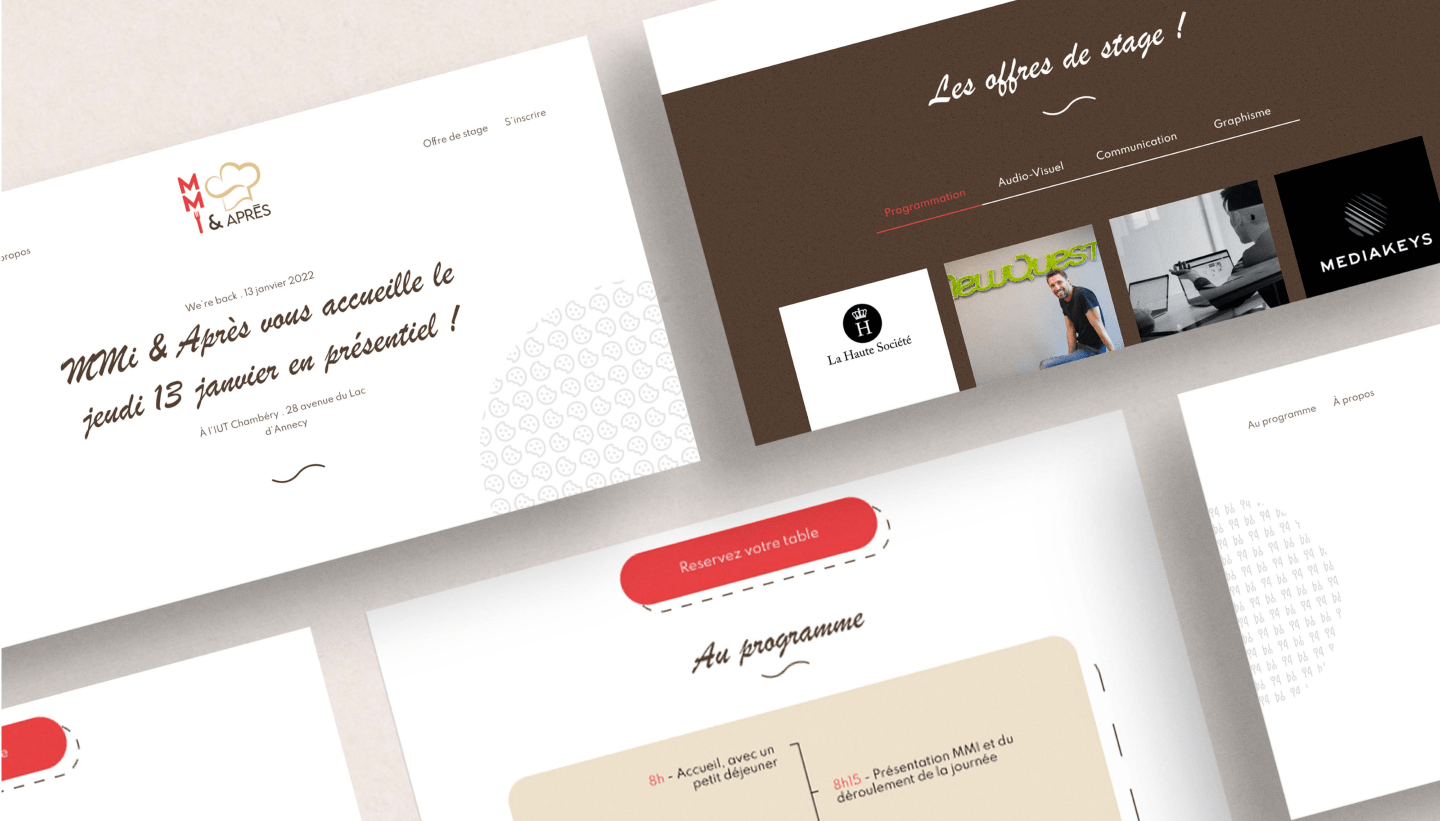 Offre de stage
S'inscrire
MMI
& APRÈS
propos
We're back . 13 janvier 2022
MMi & Après vous accueille le
jeudi 13 janvier en présentiel !
À l'IUT Chambéry . 28 avenue du Lac
d'Annecy
Les offres de stage !
Programmation
Audio-Visuel
Communication
Graphisme
H
La Haute Société
NewQuest
MEDIAKEYS
Au programme
À propos
Reservez votre table
Au programme
8h - Accueil, avec un
petit déjeuner
8h15 - Présentation MMI et du
déroulement de la journée